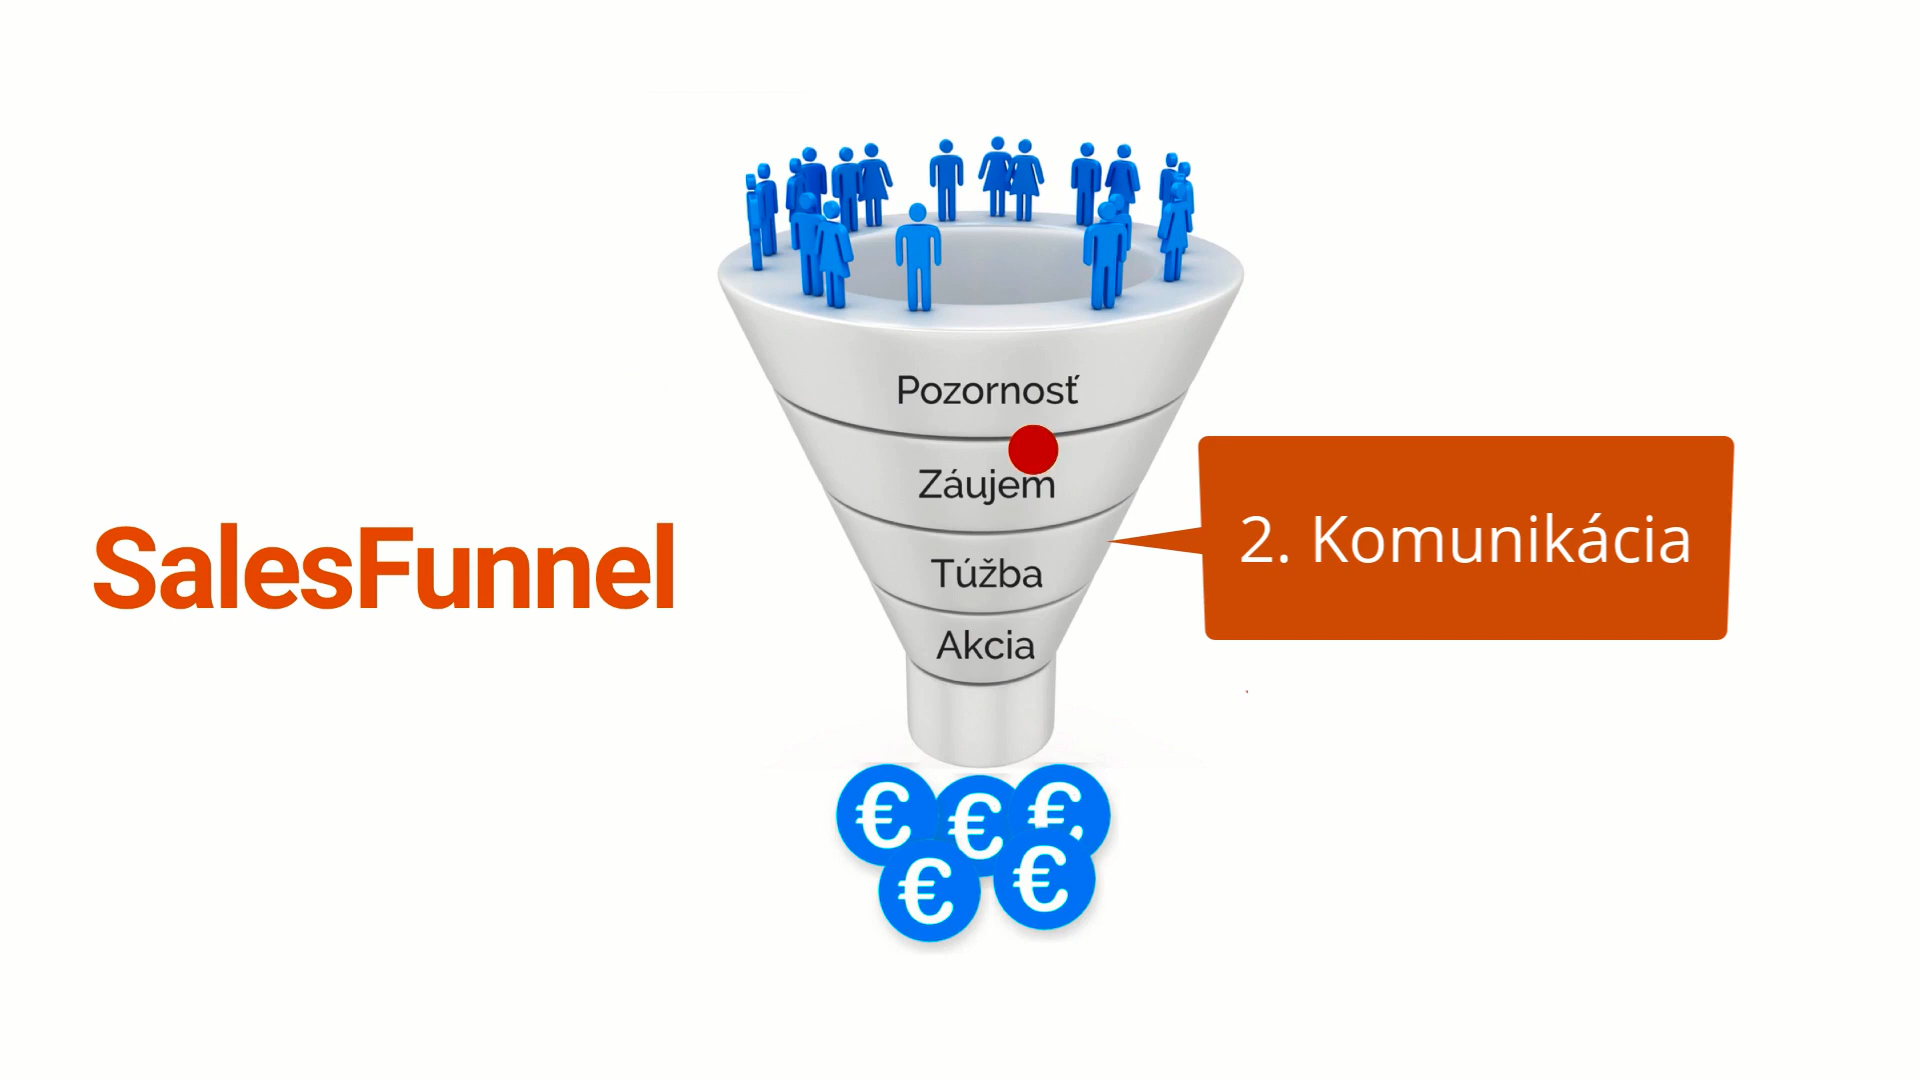 SalesFunnel
Pozornosť
Záujem
Túžba
Akcia
2. Komunikácia
€ € €
€ €